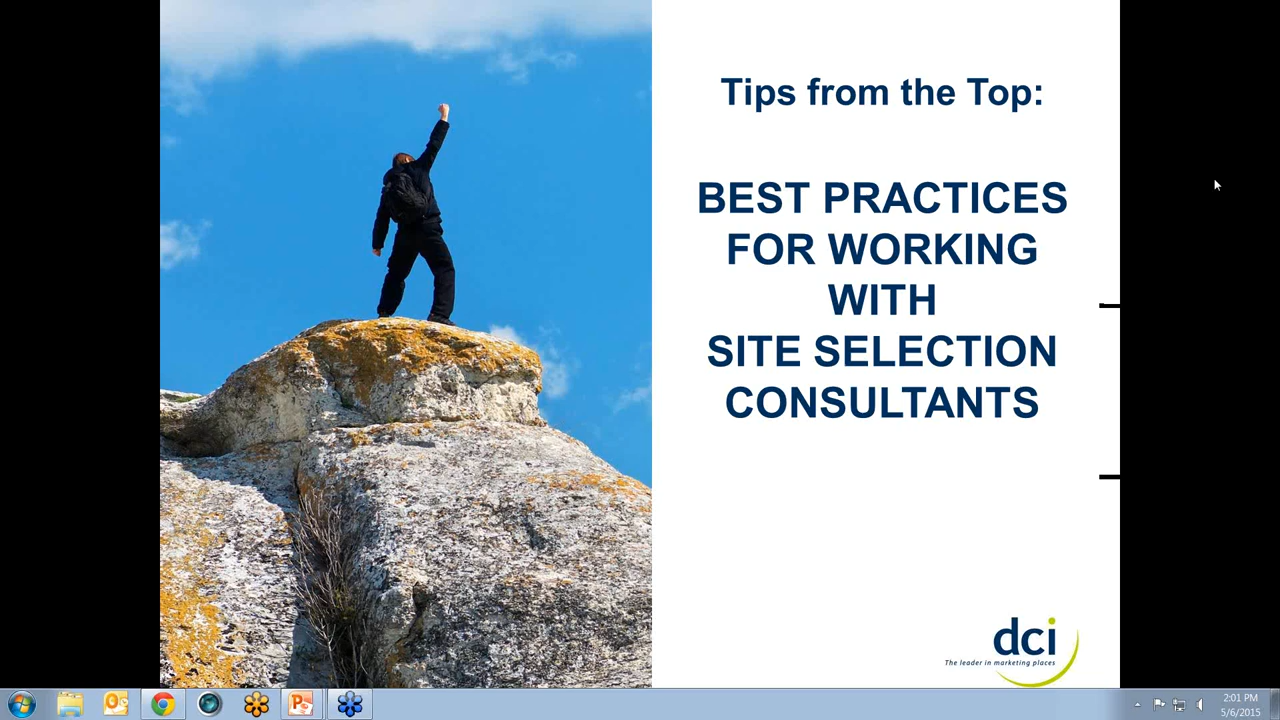 Tips from the Top:
BEST PRACTICES
FOR WORKING
WITH
SITE SELECTION
CONSULTANTS
dci
The leader in marketing places
2:01 PM
5/6/2015